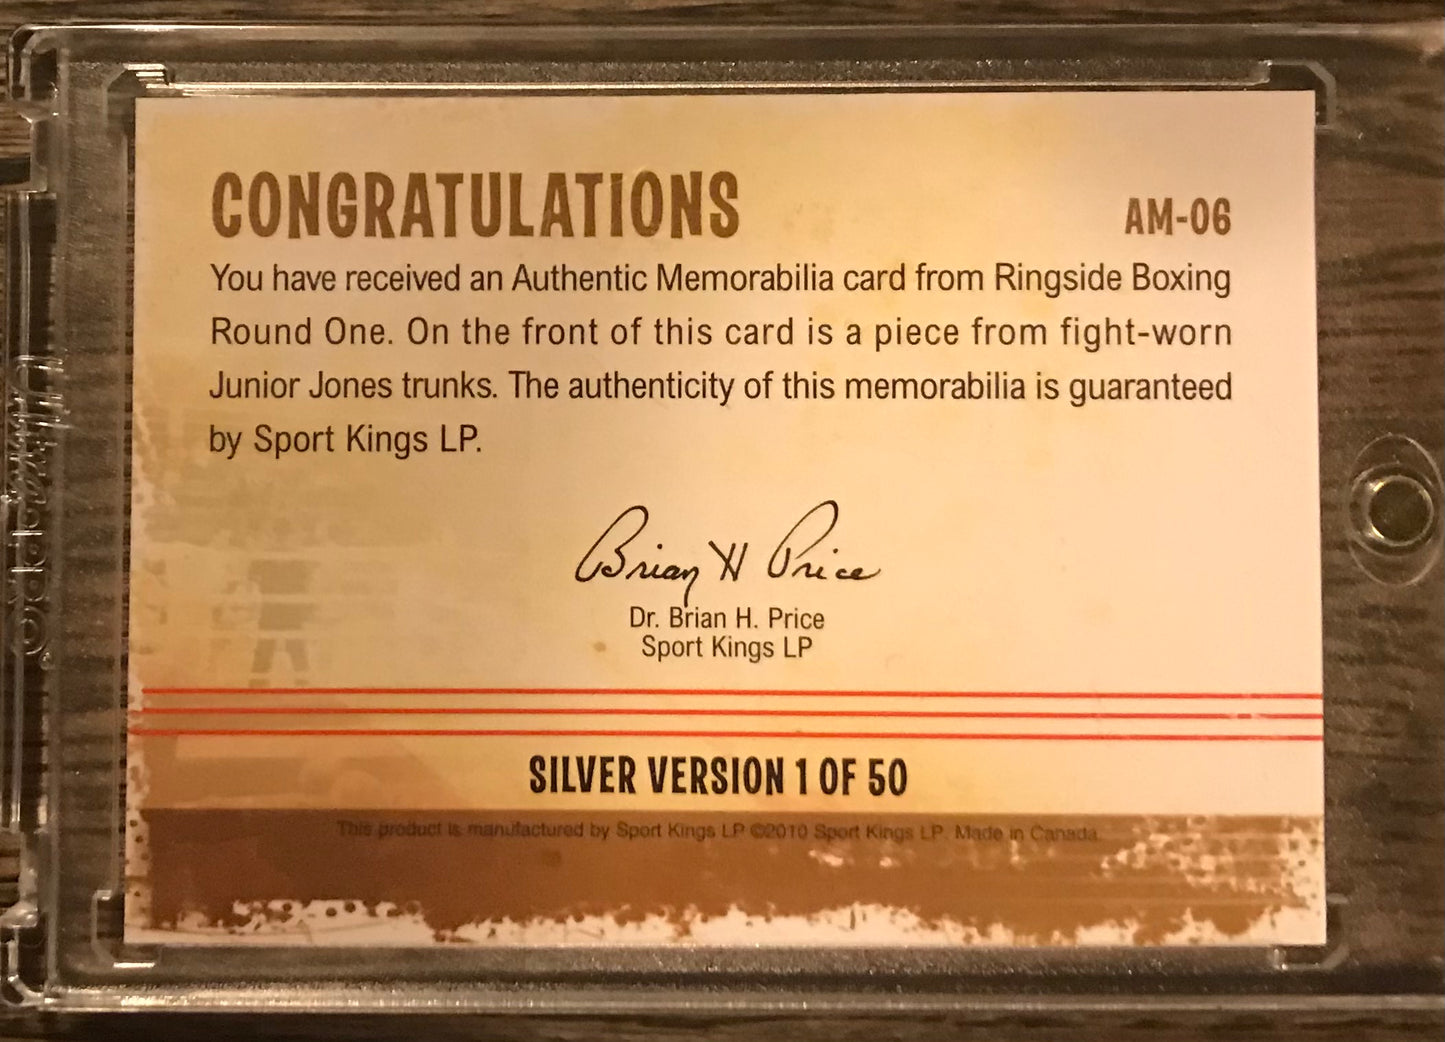 CONGRATULATIONS
AM-06
You have received an Authentic Memorabilia card from Ringside Boxing
Round One. On the front of this card is a piece from fight-worn
Junior Jones trunks. The authenticity of this memorabilia is guaranteed
by Sport Kings LP.
Brian H Price
Dr. Brian H. Price
Sport Kings LP
SILVER VERSION 1 OF 50
This product is manufactured by Sport Kings LP ©2010 Sport Kings LP. Made in Canada.